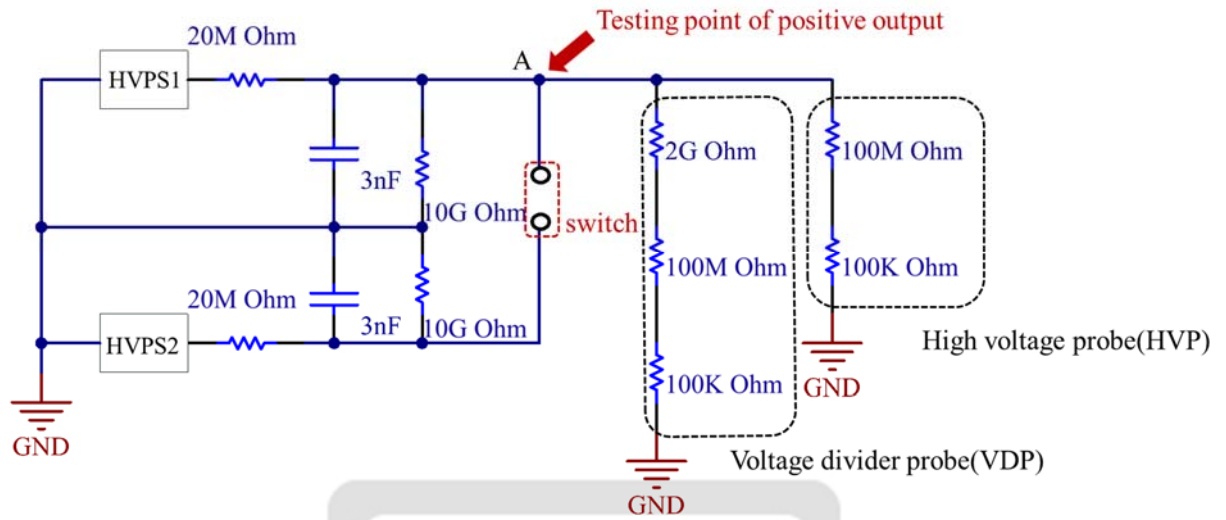 Testing point of positive output
20M Ohm
A
HVPS1
2G Ohm
100M Ohm
3nF
10G Ohm
switch
100M Ohm
100K Ohm
20M Ohm
3nF
10G Ohm
HVPS2
High voltage probe(HVP)
100K Ohm
GND
GND
Voltage divider probe(VDP)
GND